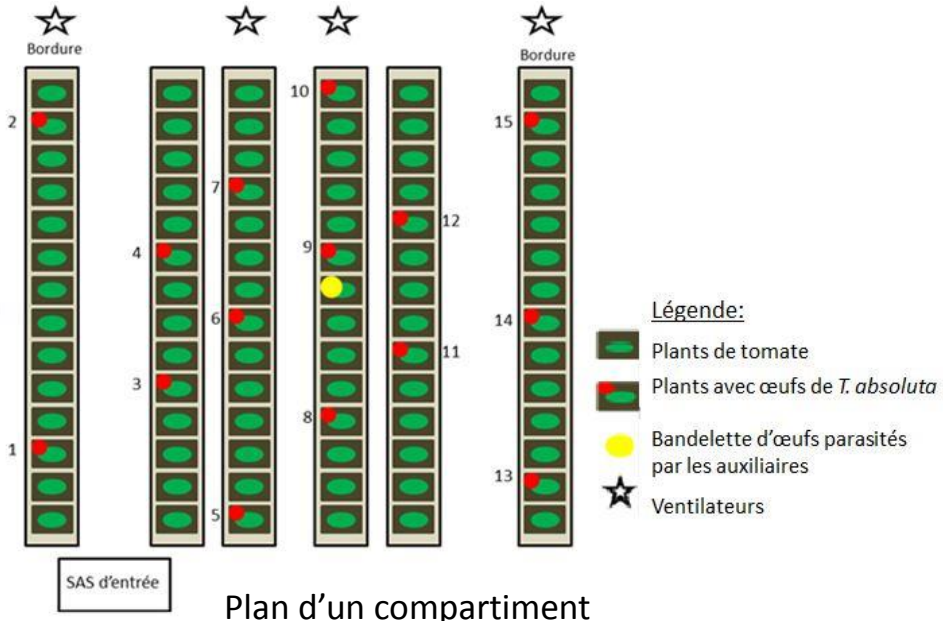 Bordure
Bordure
10
2
15
7
12
4
9
6
14
11
3
8
1
13
5
SAS d'entrée
Légende:
Plants de tomate
Plants avec œufs de T. absoluta
Bandelette d'œufs parasités
par les auxiliaires
Ventilateurs
Plan d'un compartiment